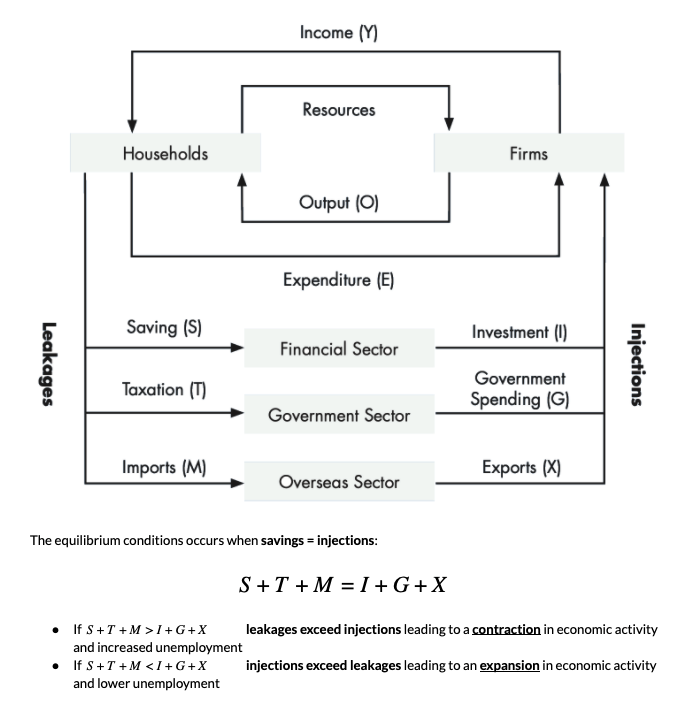 Income (Y)
Resources
Households
Firms
Output (O)
Expenditure (E)
Leakages
Injections
Saving (S)
Investment (I)
Financial Sector
Taxation (T)
Government
Spending (G)
Government Sector
Imports (M)
Exports (X)
Overseas Sector
The equilibrium conditions occurs when savings = injections:
S + T + M = I + G + X
• If S + T + M > I + G + X leakages exceed injections leading to a contraction in economic activity
and increased unemployment
• If S + T + M < I + G + X injections exceed leakages leading to an expansion in economic activity
and lower unemployment